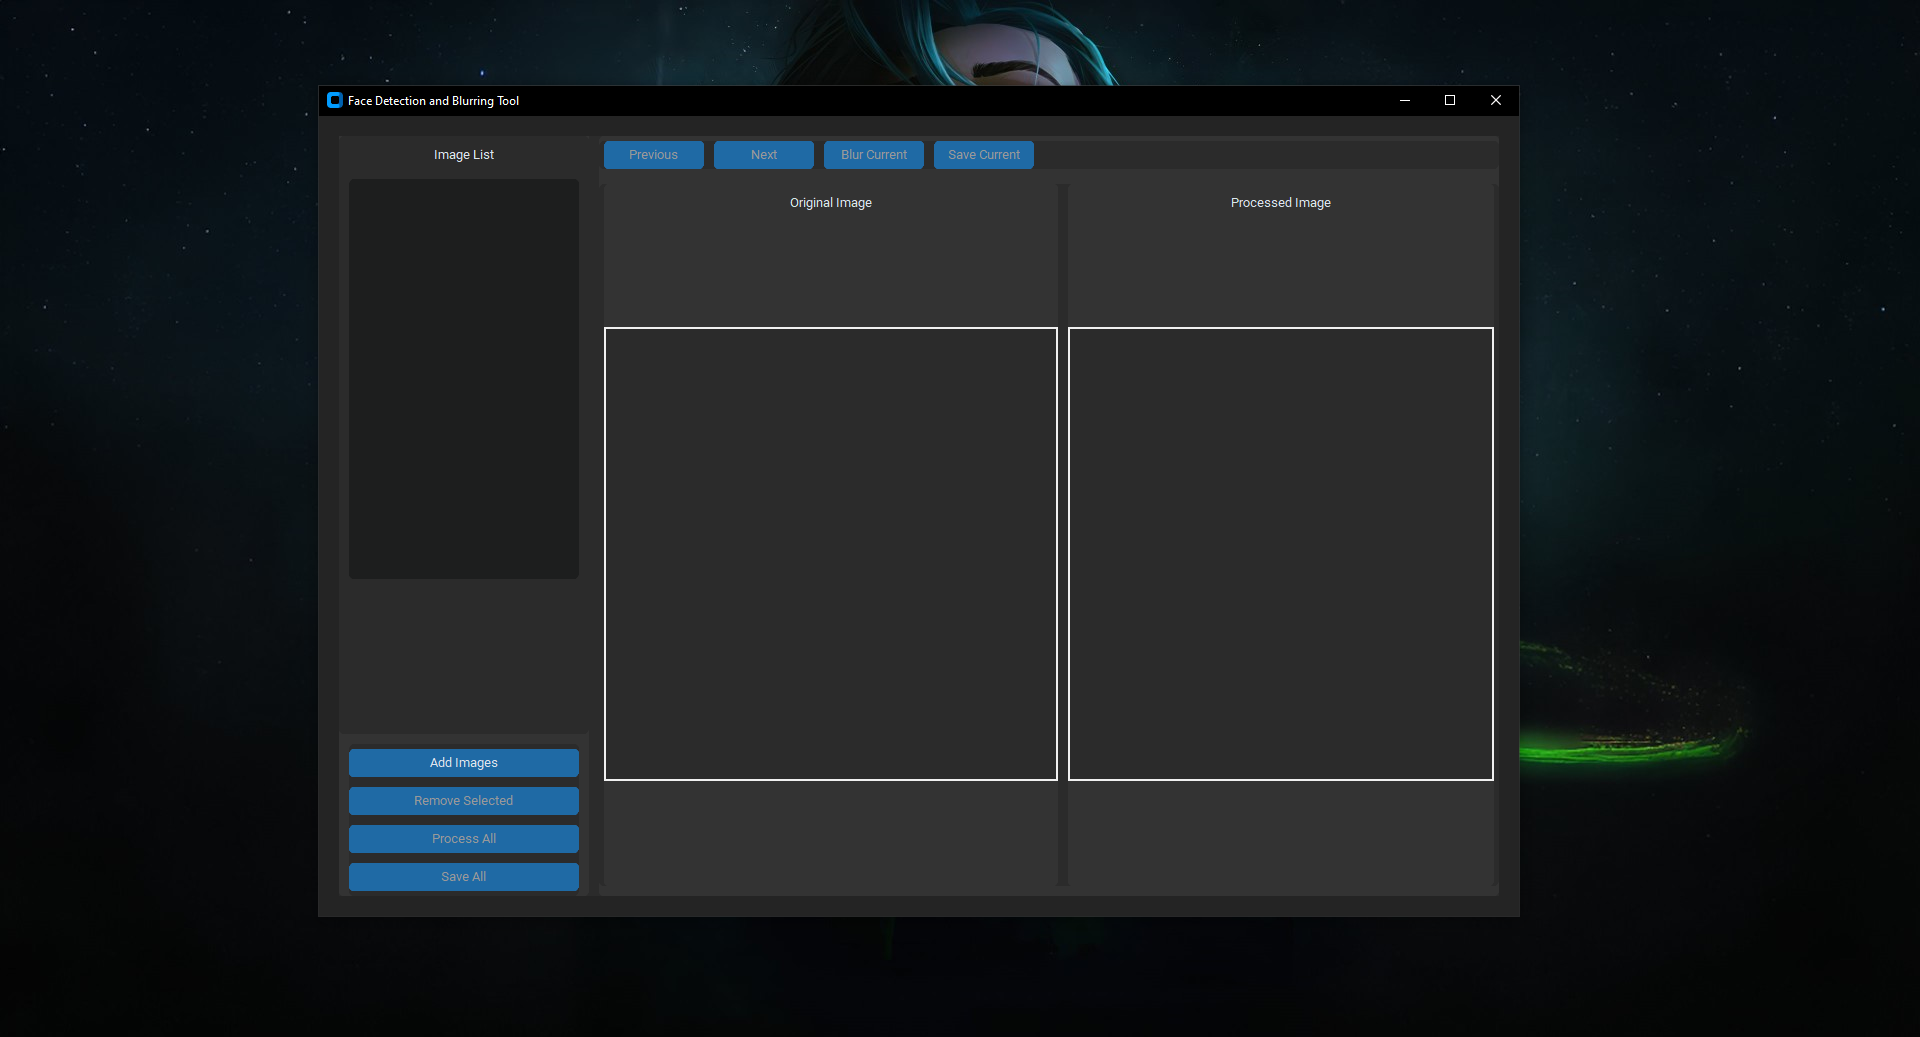 Face Detection and Blurring Tool
Image List
Previous
Next
Blur Current
Save Current
Original Image
Processed Image
Add Images
Remove Selected
Process All
Save All